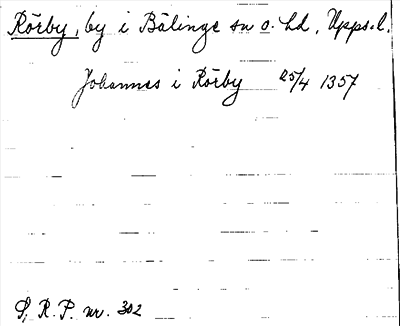 Rörby, by i Bälinge sn o. hd, Upps. l.
Johannes i Rörby 25/4 1357
S. R. P. nr. 302